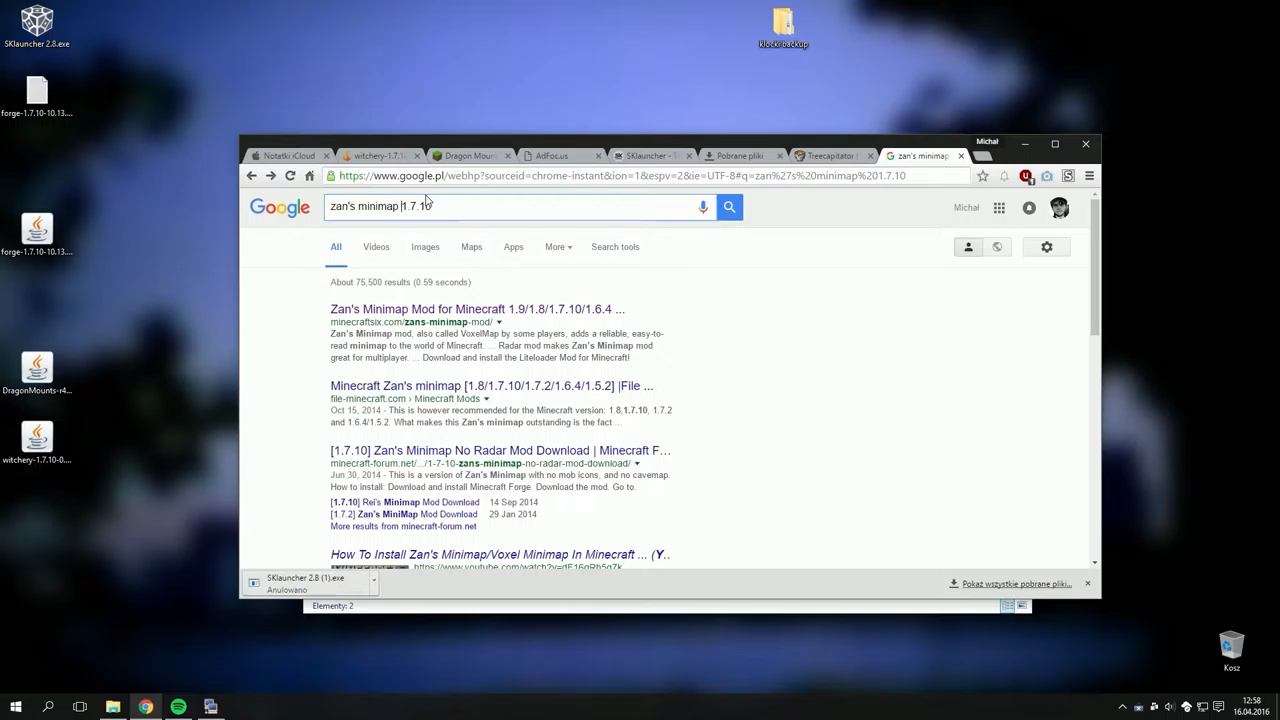 SKlauncher 2.8.exe
klocki backup
forge-1.7.10-10.13....
forge-1.7.10-10.13....
DragonMounts-r4...
witchery-1.7.10-0....
Michał
Notatki iCloud
witchery-1.7.10
Dragon Mount
AdFoc.us
SKlauncher -
Pobrane pliki
Treecapitator
zan's minimap
https://www.google.pl/webhp?sourceid=chrome-instant&ion=1&espv=2&ie=UTF-8#q=zan%27s%20minimap%201.7.10
Google
zan's minimap 1.7.10
Michał
All
Videos
Images
Maps
Apps
More
Search tools
About 75,500 results (0.59 seconds)
Zan's Minimap Mod for Minecraft 1.9/1.8/1.7.10/1.6.4 ...
minecraftsix.com/zans-minimap-mod/
Zan's Minimap mod, also called VoxelMap by some players, adds a reliable, easy-to-
read minimap to the world of Minecraft. ... Radar mod makes Zan's Minimap mod
great for multiplayer. ... Download and install the Liteloader Mod for Minecraft!
Minecraft Zan's minimap [1.8/1.7.10/1.7.2/1.6.4/1.5.2] |File ...
file-minecraft.com › Minecraft Mods
Oct 15, 2014 - This is however recommended for the Minecraft version: 1.8,1.7.10, 1.7.2
and 1.6.4/1.5.2. What makes this Zan's minimap outstanding is the fact ...
[1.7.10] Zan's Minimap No Radar Mod Download | Minecraft F...
minecraft-forum.net/.../1-7-10-zans-minimap-no-radar-mod-download/
Jun 30, 2014 - This is a version of Zan's Minimap with no mob icons, and no cavemap.
How to install: Download and install Minecraft Forge. Download the mod. Go to.
[1.7.10] Rei's Minimap Mod Download 14 Sep 2014
[1.7.2] Zan's MiniMap Mod Download 29 Jan 2014
More results from minecraft-forum.net
How To Install Zan's Minimap/Voxel Minimap In Minecraft ... (Y..
SKlauncher 2.8 (1).exe
Anulowano
Pokaż wszystkie pobrane pliki...
Elementy: 2
Kosz
12:58
16.04.2016